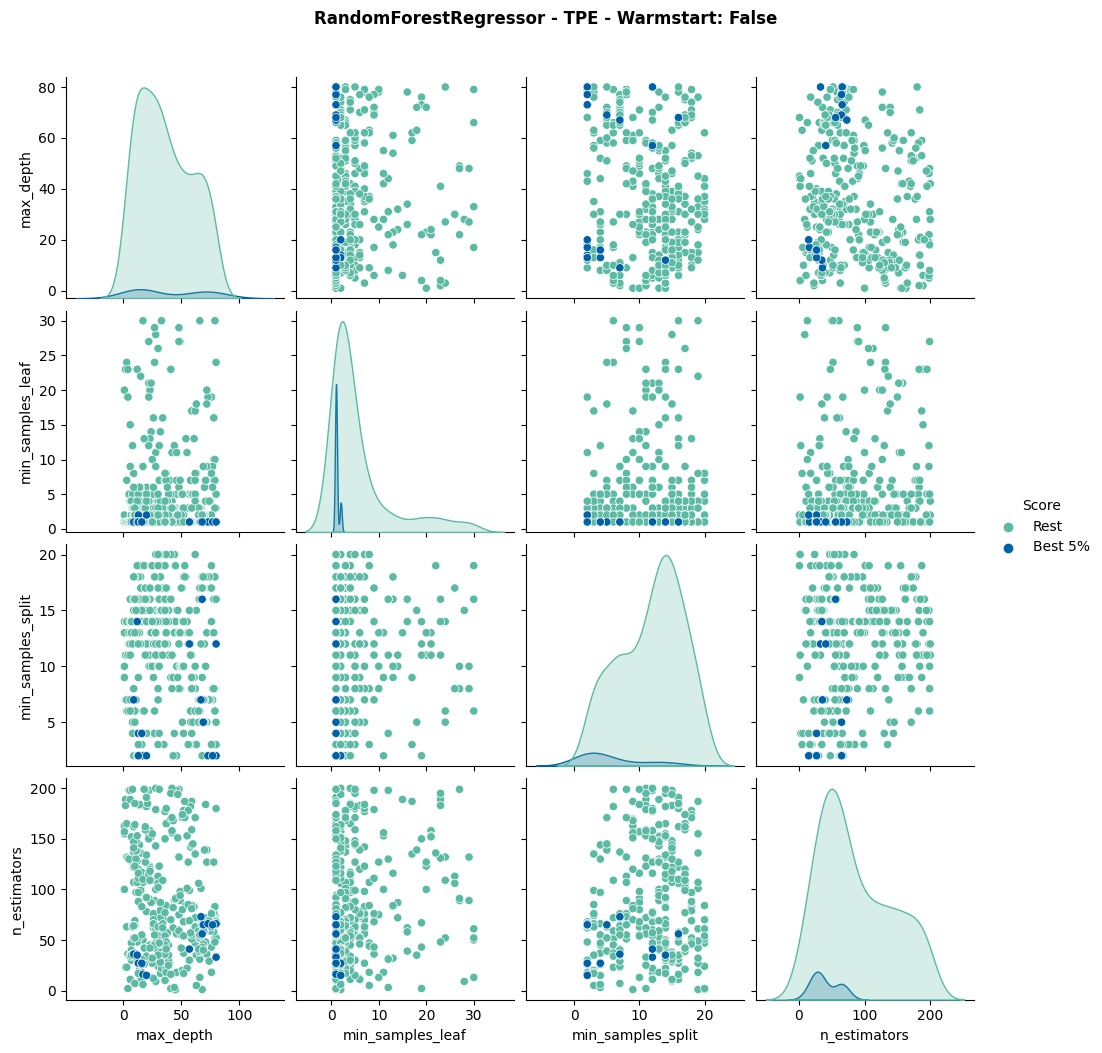 RandomForestRegressor - TPE - Warmstart: False
80
60
40
20
0
max_depth
30
25
20
15
10
5
0
min_samples_leaf
Score
Rest
Best 5%
20
15
10
5
min_samples_split
200
150
100
50
0
n_estimators
0 50 100
0 10 20 30
0 10 20
0 100 200
max_depth
min_samples_leaf
min_samples_split
n_estimators